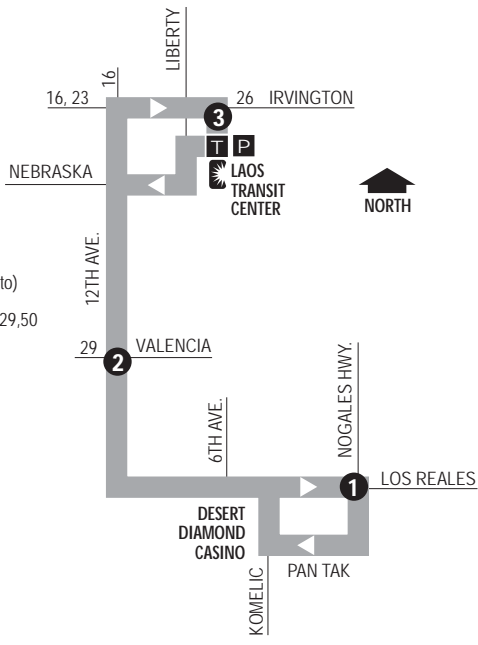 LIBERTY
16
16, 23
26 IRVINGTON
3
T P
LAOS
TRANSIT
CENTER
NEBRASKA
NORTH
12TH AVE.
to)
29,50
29
2
VALENCIA
NOGALES HWY.
6TH AVE.
1
LOS REALES
DESERT
DIAMOND
CASINO
PAN TAK
KOMELIC